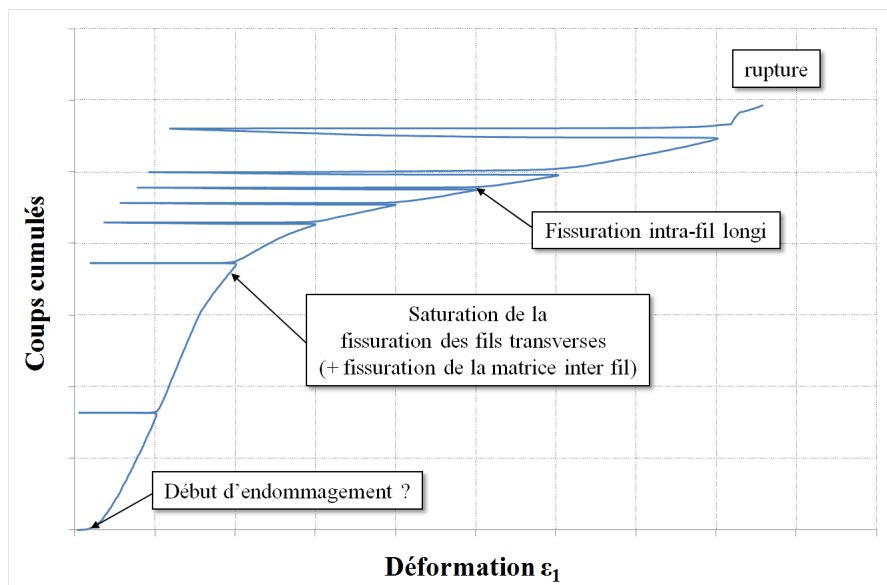 rupture
Fissuration intra-fil longi
Saturation de la
fissuration des fils transverses
(+ fissuration de la matrice inter fil)
Début d’endommagement ?
Coups cumulés
Déformation ε₁